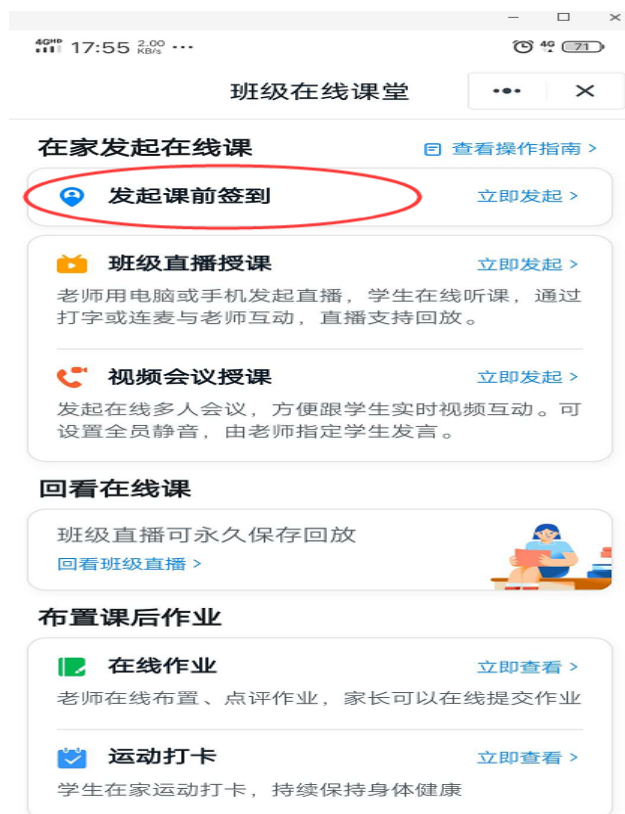 4GHD 17:55 2.00 KB/s ··· 4G 71
班级在线课堂
在家发起在线课 查看操作指南 >
发起课前签到 立即发起 >
班级直播授课 立即发起 >
老师用电脑或手机发起直播，学生在线听课，通过
打字或连麦与老师互动，直播支持回放。
视频会议授课 立即发起 >
发起在线多人会议，方便跟学生实时视频互动。可
设置全员静音，由老师指定学生发言。
回看在线课
班级直播可永久保存回放
回看班级直播 >
布置课后作业
在线作业 立即查看 >
老师在线布置、点评作业，家长可以在线提交作业
运动打卡 立即查看 >
学生在家运动打卡，持续保持身体健康